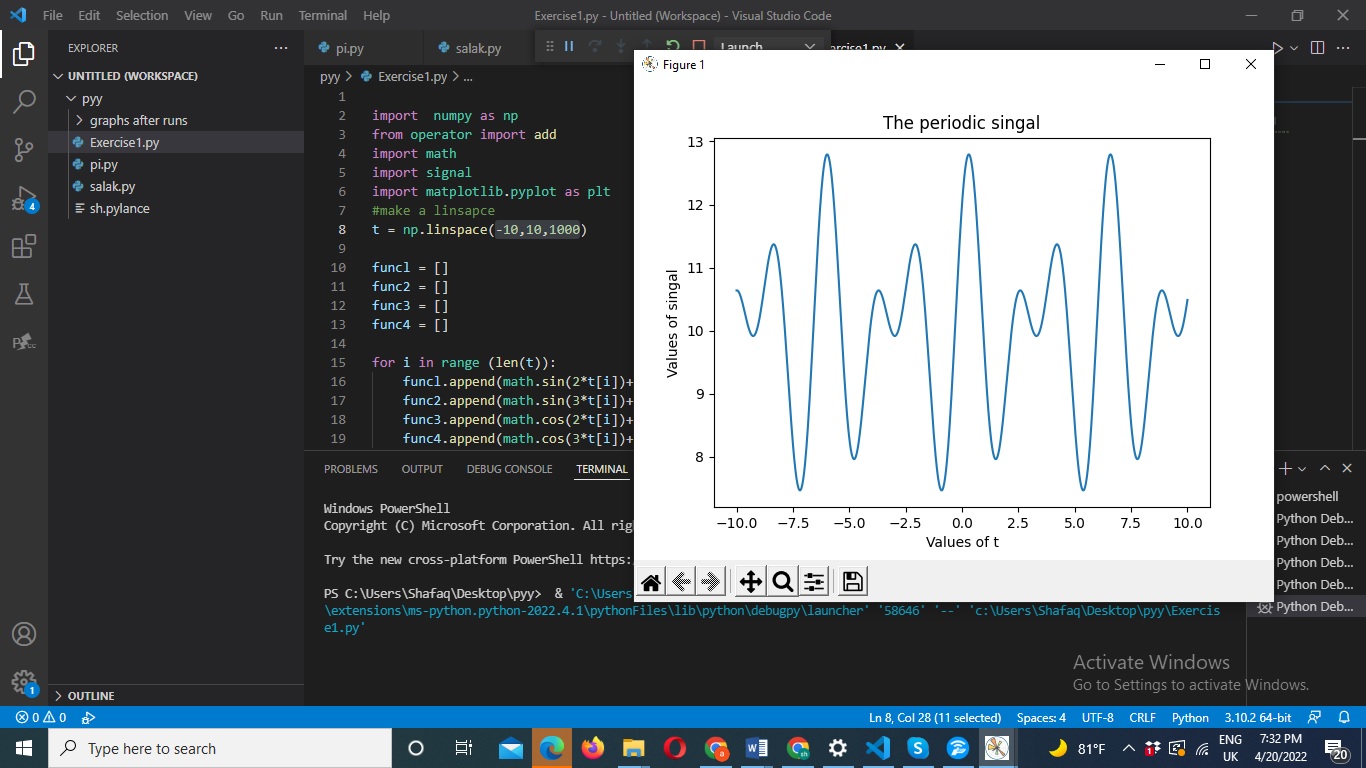 File Edit Selection View Go Run Terminal Help
Exercise1.py - Untitled (Workspace) - Visual Studio Code
EXPLORER
UNTITLED (WORKSPACE)
pyy
graphs after runs
Exercise1.py
pi.py
salak.py
sh.pylance
OUTLINE
pi.py
salak.py
Launch
pyy > Exercise1.py > ...
1
2 import  numpy as np
3 from operator import add
4 import math
5 import signal
6 import matplotlib.pyplot as plt
7 #make a linsapce
8 t = np.linspace(-10,10,1000)
9
10 func1 = []
11 func2 = []
12 func3 = []
13 func4 = []
14
15 for i in range (len(t)):
16 func1.append(math.sin(2*t[i])+
17 func2.append(math.sin(3*t[i])+
18 func3.append(math.cos(2*t[i])+
19 func4.append(math.cos(3*t[i])+
Figure 1
The periodic singal
Values of singal
13
12
11
10
9
8
−10.0 −7.5 −5.0 −2.5 0.0 2.5 5.0 7.5 10.0
Values of t
PROBLEMS OUTPUT DEBUG CONSOLE TERMINAL
Windows PowerShell
Copyright (C) Microsoft Corporation. All
Try the new cross-platform PowerShell https:
PS C:\Users\Shafaq\Desktop\pyy>  & 'C:\Users
\extensions\ms-python.python-2022.4.1\pythonFiles\lib\python\debugpy\launcher' '58646' '--' 'c:\Users\Shafaq\Desktop\pyy\Exercis
e1.py'
powershell
Python Deb...
Python Deb...
Python Deb...
Python Deb...
Python Deb...
4
1
Activate Windows
Go to Settings to activate Windows.
0 0
Ln 8, Col 28 (11 selected) Spaces: 4 UTF-8 CRLF Python 3.10.2 64-bit
Type here to search
81°F
ENG
UK
7:32 PM
4/20/2022
20